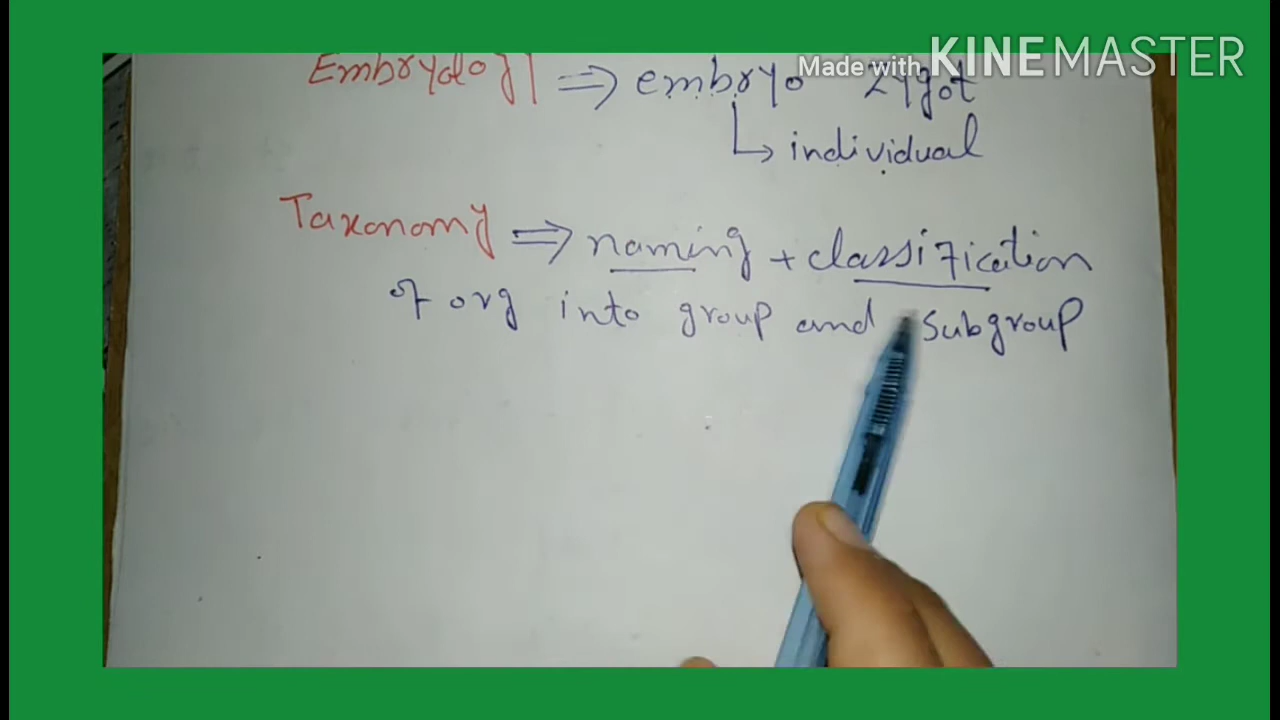 Made with KINEMASTER
Embryology ⇒ embryo zygot
↳ individual
Taxonomy ⇒ naming + classification
of org into group and subgroup